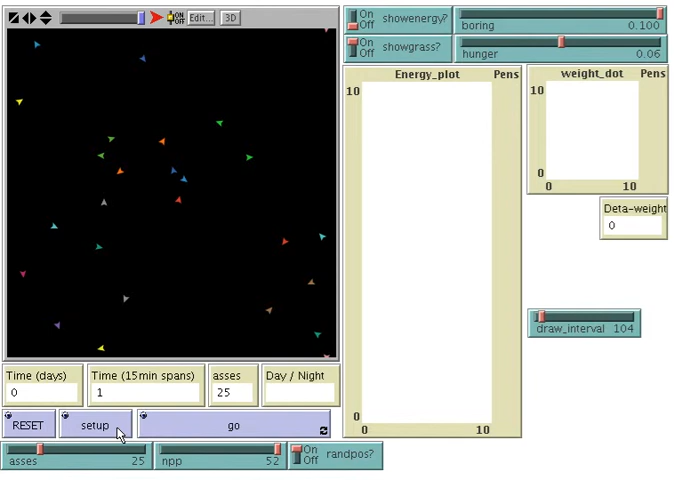 ON
OFF
Edit...
3D
On
Off
showenergy?
boring
0.100
On
Off
showgrass?
hunger
0.06
Energy_plot
Pens
10
0
0
10
weight_dot
Pens
10
0
0
10
Deta-weight
0
draw_interval
104
Time (days)
0
Time (15min spans)
1
asses
25
Day / Night
RESET
setup
go
asses
25
npp
52
On
Off
randpos?